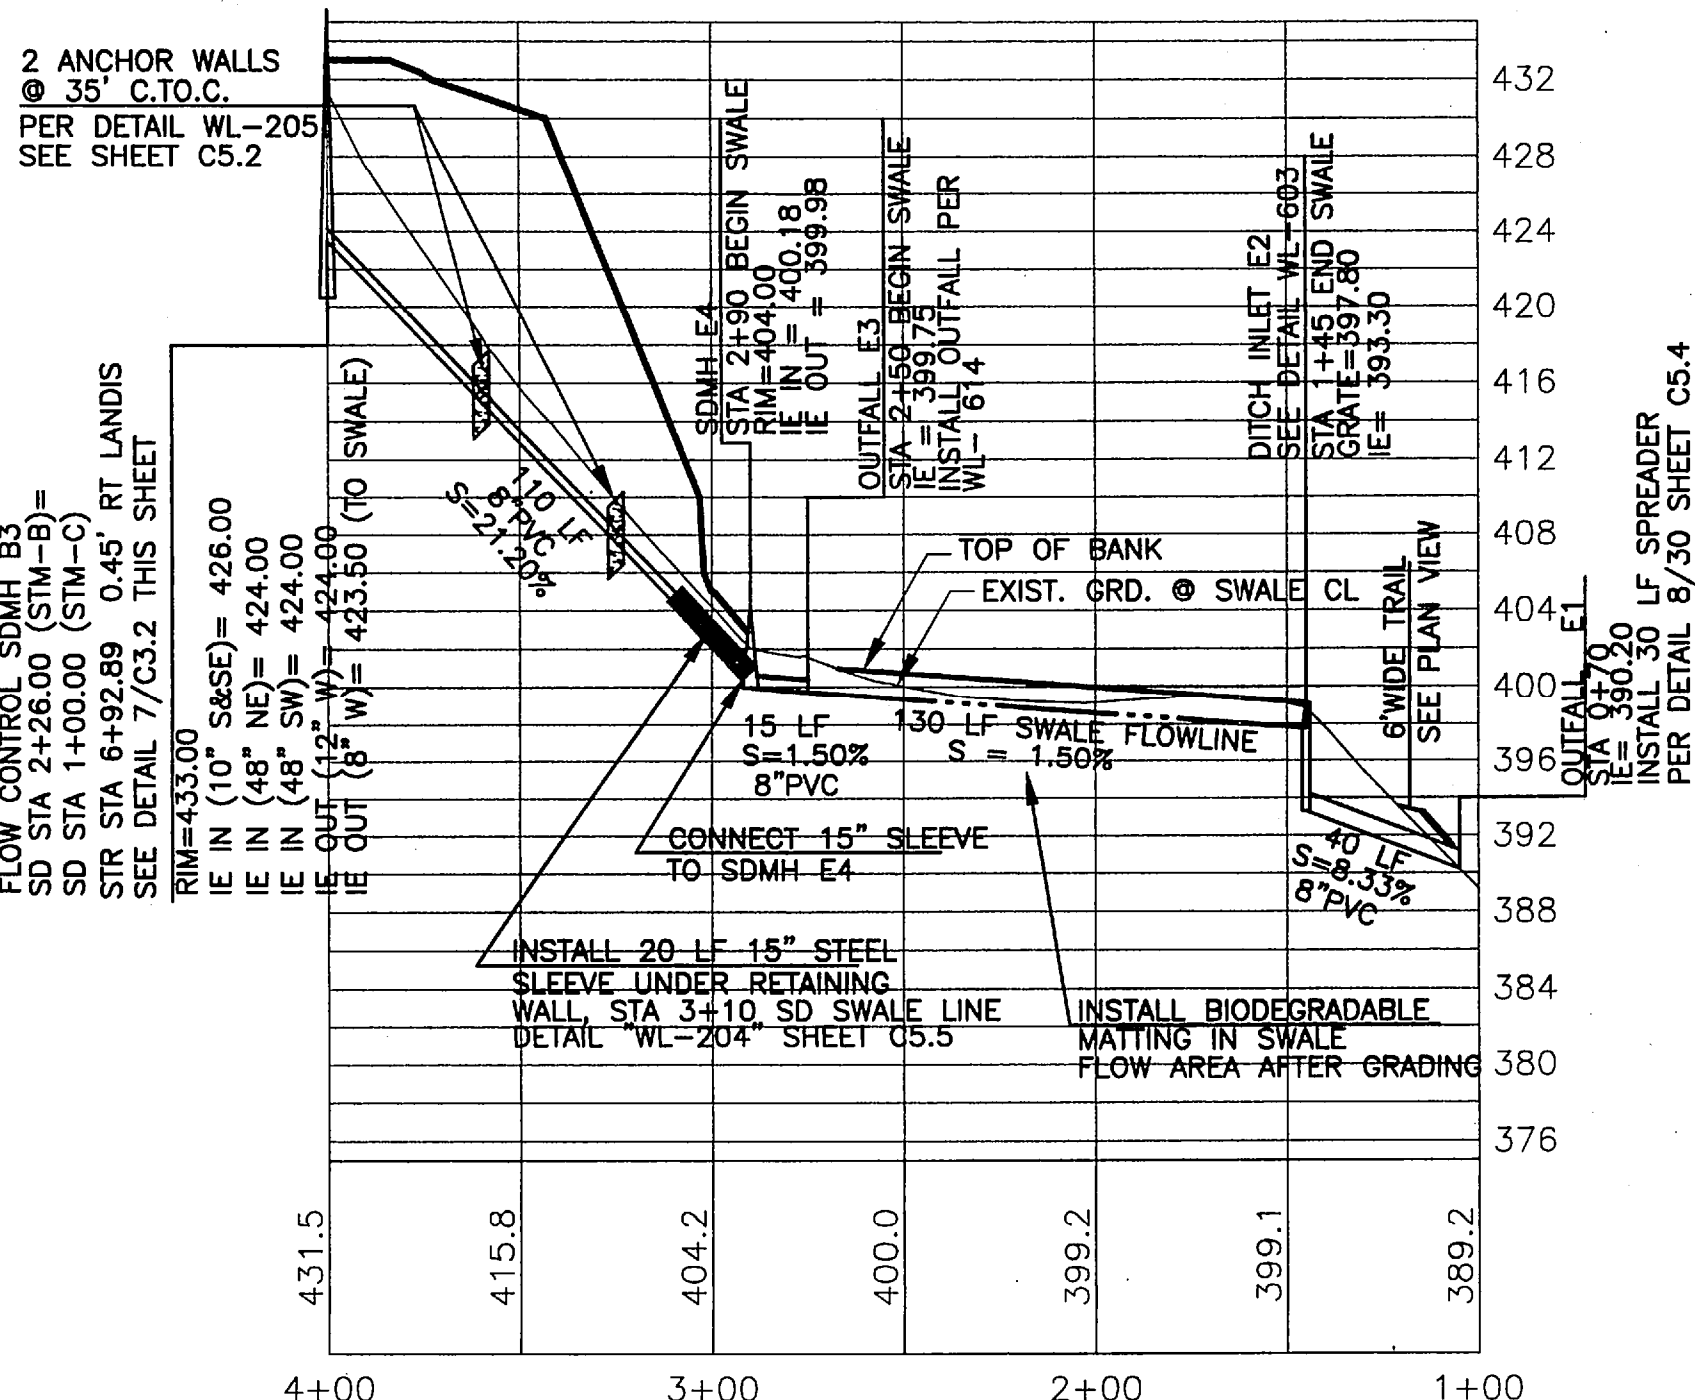 2 ANCHOR WALLS
@ 35' C.TO.C.
PER DETAIL WL-205
SEE SHEET C5.2
FLOW CONTROL SDMH B3
SD STA 2+26.00 (STM-B)=
SD STA 1+00.00 (STM-C)
STR STA 6+92.89 0.45' RT LANDIS
SEE DETAIL 7/C3.2 THIS SHEET
RIM=433.00
IE IN (10" S&SE)= 426.00
IE IN (48" NE)= 424.00
IE IN (48" SW)= 424.00
IE OUT (12" W)= 424.00
IE OUT (8" W)= 423.50 (TO SWALE)
110 LF
8"PVC
S=21.20%
SDMH E4
STA 2+90 BEGIN SWALE
RIM=404.00
IE IN = 400.18
IE OUT = 399.98
OUTFALL E3
STA 2+50 BEGIN SWALE
IE = 399.75
INSTALL OUTFALL PER
WL- 614
DITCH INLET E2
SEE DETAIL WL-603
STA 1+45 END SWALE
GRATE=397.80
IE= 393.30
TOP OF BANK
EXIST. GRD. @ SWALE CL
6'WIDE TRAIL
SEE PLAN VIEW
OUTFALL E1
STA 0+70
IE= 390.20
INSTALL 30 LF SPREADER
PER DETAIL 8/30 SHEET C5.4
15 LF
S=1.50%
8"PVC
130 LF SWALE FLOWLINE
S = 1.50%
40 LF
S=8.33%
8"PVC
CONNECT 15" SLEEVE
TO SDMH E4
INSTALL 20 LF 15" STEEL
SLEEVE UNDER RETAINING
WALL, STA 3+10 SD SWALE LINE
DETAIL "WL-204" SHEET C5.5
INSTALL BIODEGRADABLE
MATTING IN SWALE
FLOW AREA AFTER GRADING
432
428
424
420
416
412
408
404
400
396
392
388
384
380
376
431.5
415.8
404.2
400.0
399.2
399.1
389.2
4+00
3+00
2+00
1+00